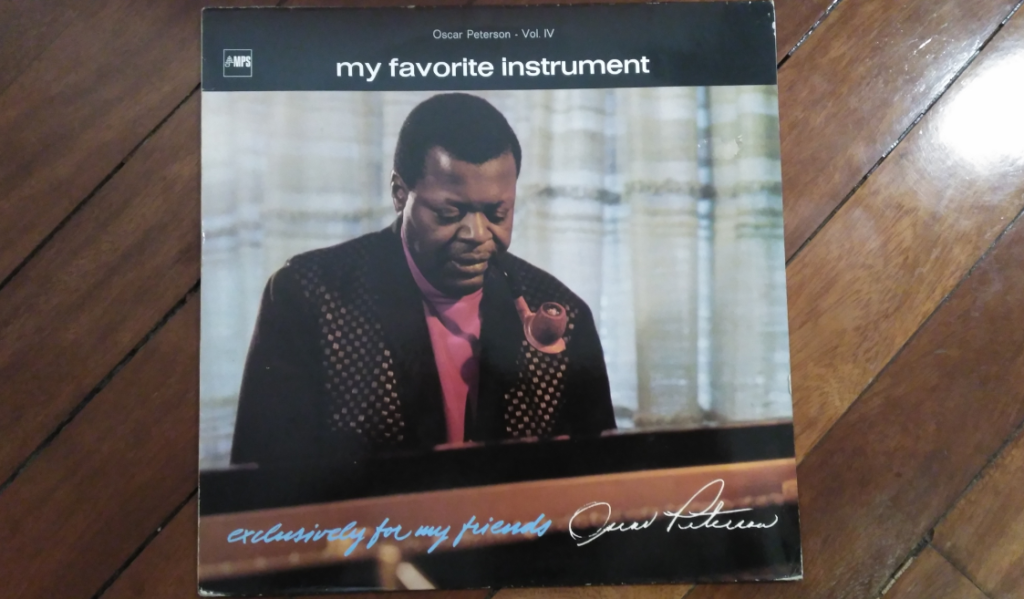 Oscar Peterson · Vol. IV
MPS
my favorite instrument
exclusively for my friends
Oscar Peterson